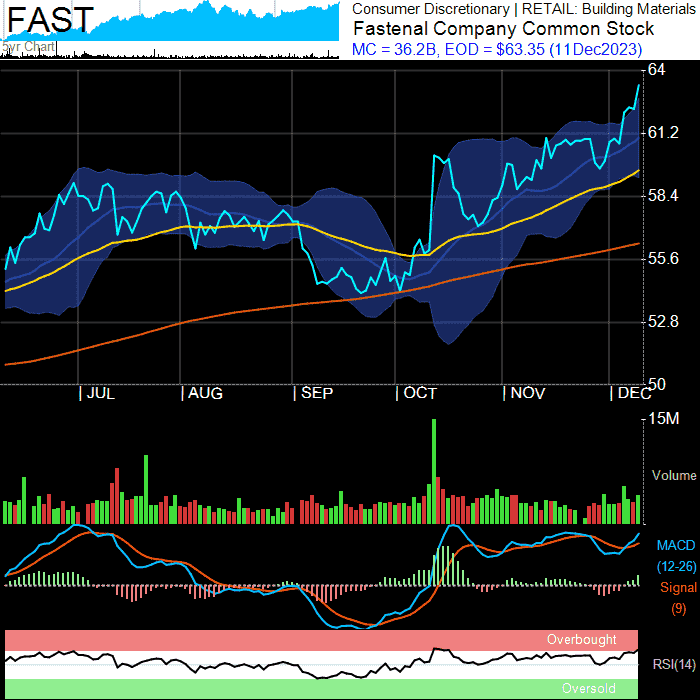 FAST
5yr Chart
Consumer Discretionary | RETAIL: Building Materials
Fastenal Company Common Stock
MC = 36.2B, EOD = $63.35 (11Dec2023)
64
61.2
58.4
55.6
52.8
50
| JUL | AUG | SEP | OCT | NOV | DEC
15M
Volume
MACD
(12-26)
Signal
(9)
Overbought
RSI(14)
Oversold